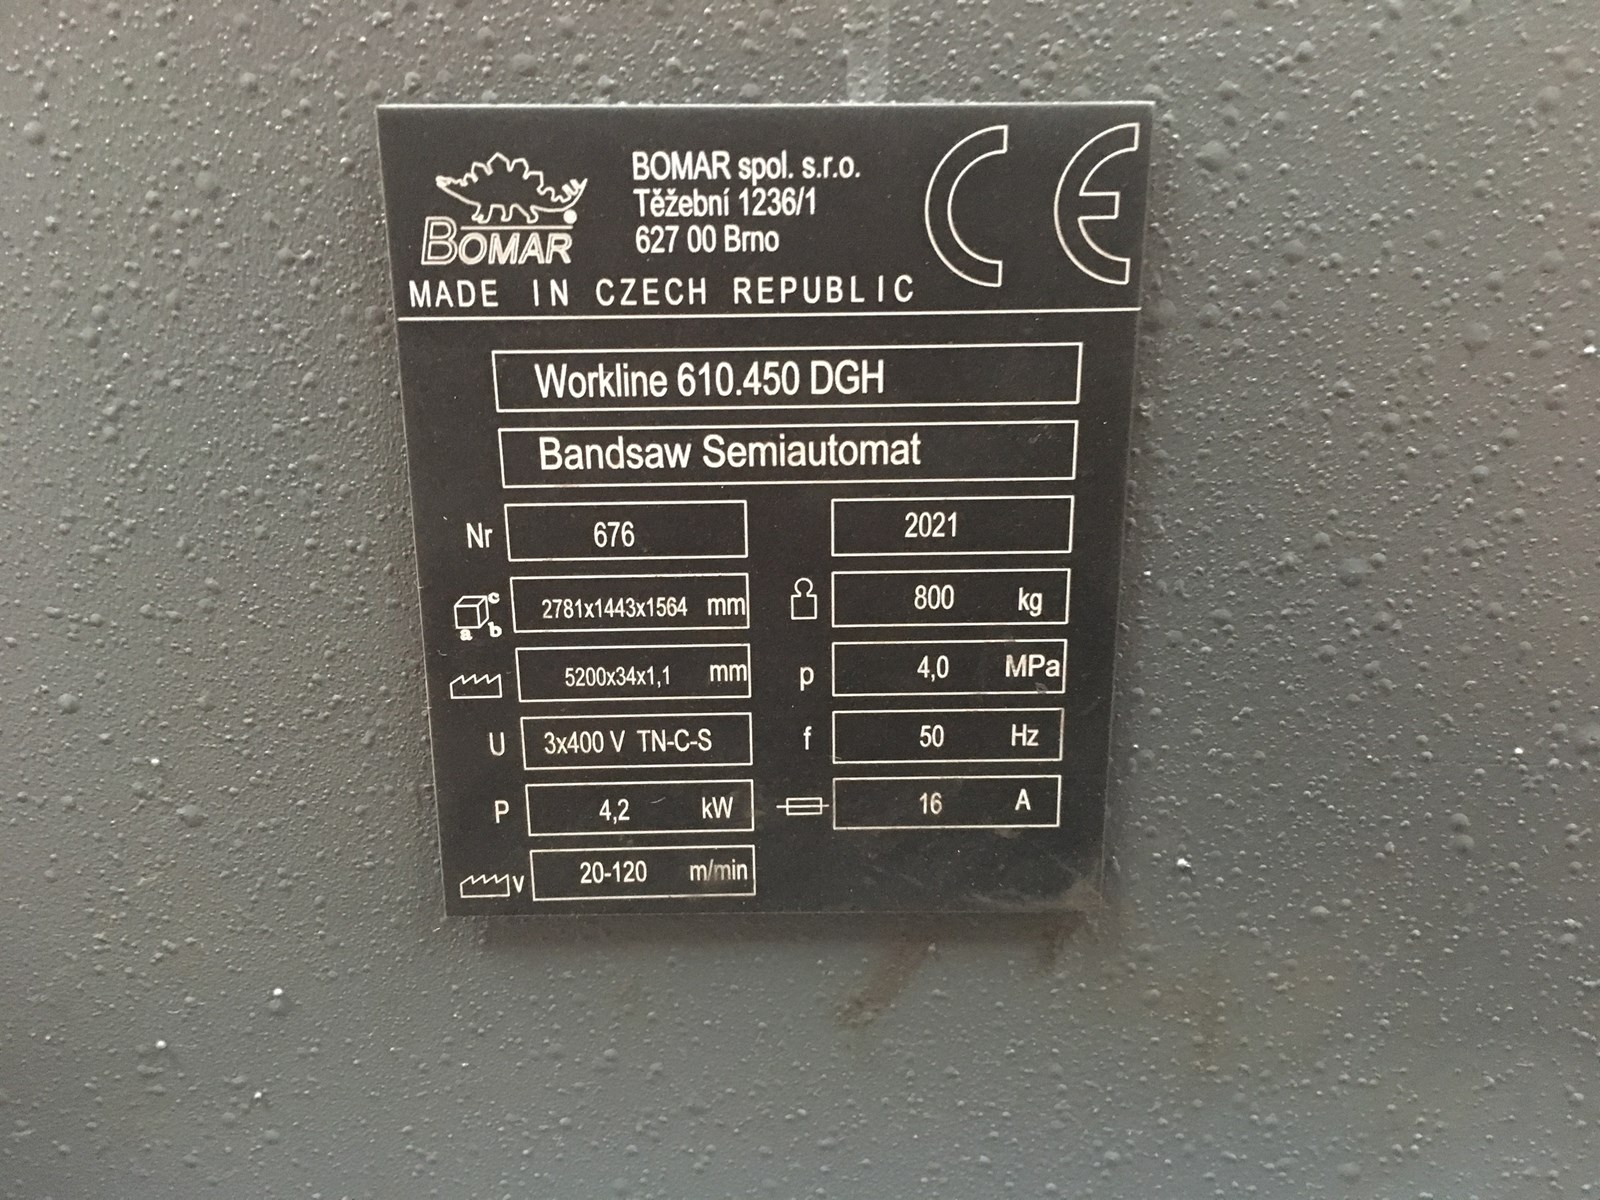 BOMAR
BOMAR spol. s.r.o.
Těžební 1236/1
627 00 Brno
CE
MADE IN CZECH REPUBLIC
Workline 610.450 DGH
Bandsaw Semiautomat
Nr 676 2021
a b c 2781x1443x1564 mm 800 kg
5200x34x1,1 mm p 4,0 MPa
U 3x400 V TN-C-S f 50 Hz
P 4,2 kW 16 A
v 20-120 m/min